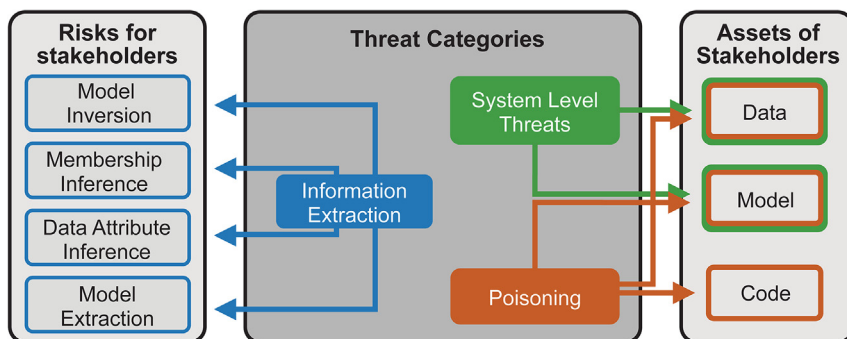 Risks for
stakeholders
Model
Inversion
Membership
Inference
Data Attribute
Inference
Model
Extraction
Threat Categories
System Level
Threats
Information
Extraction
Poisoning
Assets of
Stakeholders
Data
Model
Code